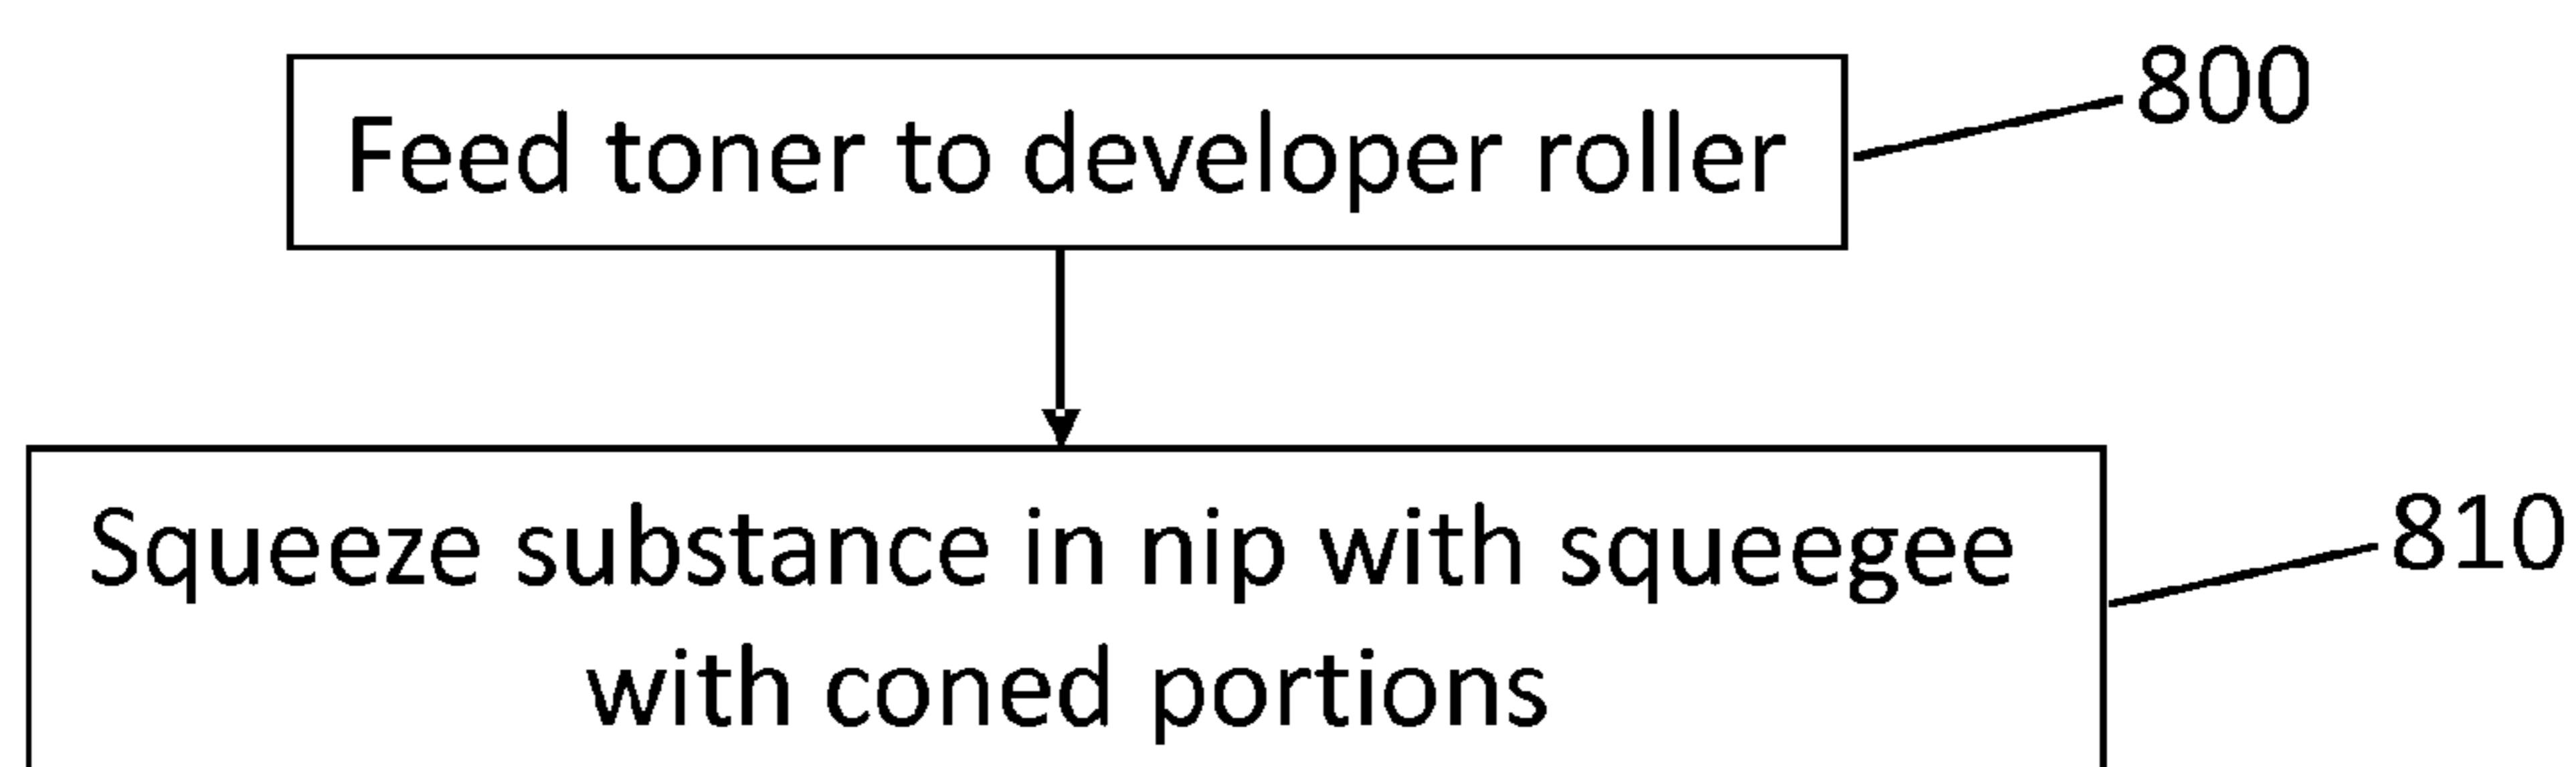 Feed toner to developer roller
800
Squeeze substance in nip with squeegee
with coned portions
810